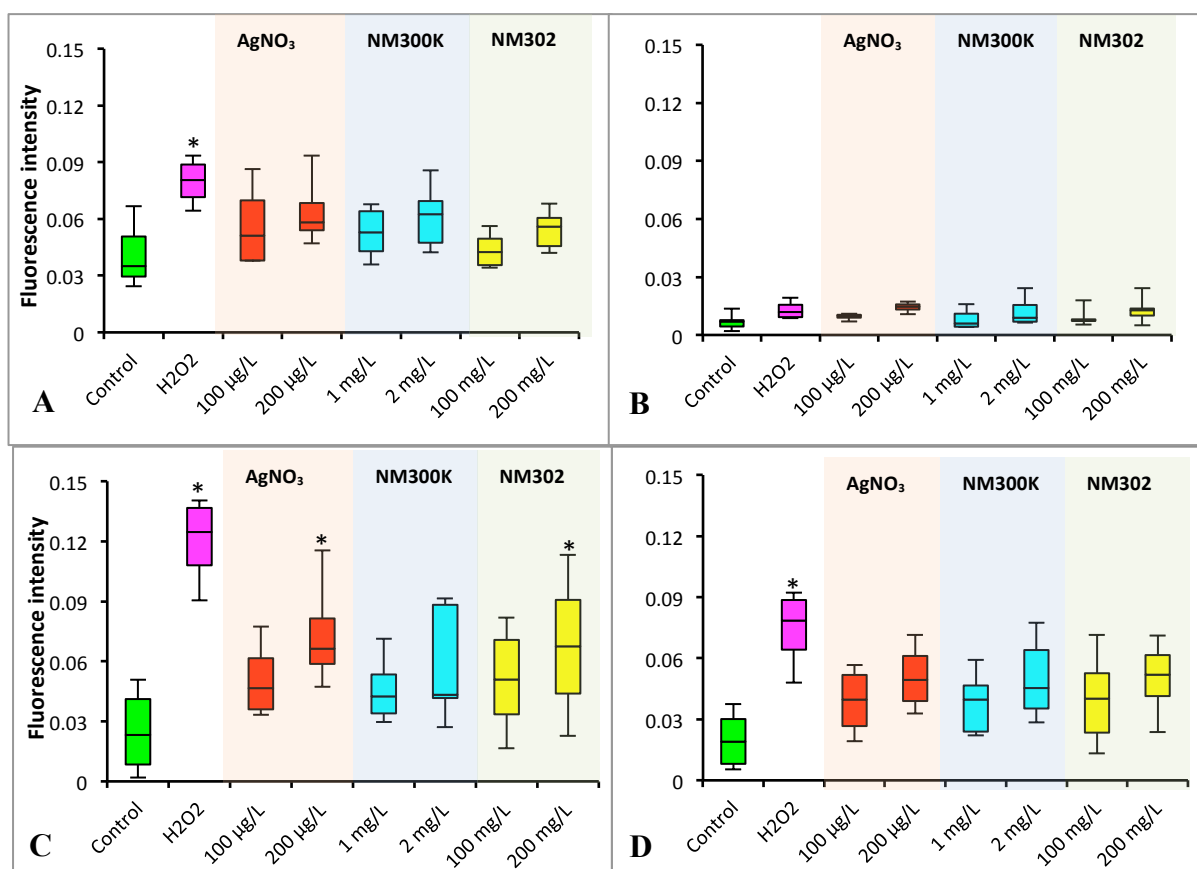 AgNO₃ NM300K NM302
0.15
0.12
0.09
0.06
0.03
0
Fluorescence intensity
*
Control H2O2 100 µg/L 200 µg/L 1 mg/L 2 mg/L 100 mg/L 200 mg/L
A
AgNO₃ NM300K NM302
0.15
0.12
0.09
0.06
0.03
0
Control H2O2 100 µg/L 200 µg/L 1 mg/L 2 mg/L 100 mg/L 200 mg/L
B
AgNO₃ NM300K NM302
0.15
0.12
0.09
0.06
0.03
0
Fluorescence intensity
* * *
Control H2O2 100 µg/L 200 µg/L 1 mg/L 2 mg/L 100 mg/L 200 mg/L
C
AgNO₃ NM300K NM302
0.15
0.12
0.09
0.06
0.03
0
*
Control H2O2 100 µg/L 200 µg/L 1 mg/L 2 mg/L 100 mg/L 200 mg/L
D